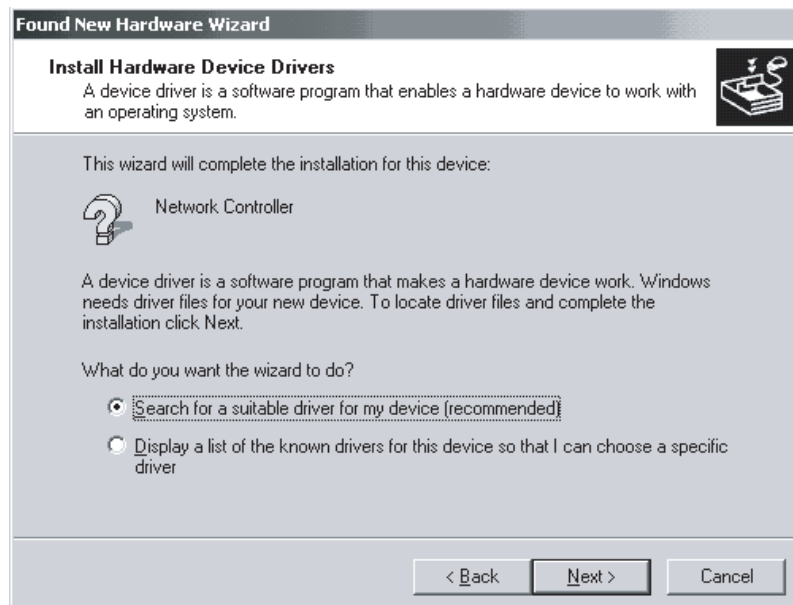 Found New Hardware Wizard
Install Hardware Device Drivers
A device driver is a software program that enables a hardware device to work with
an operating system.
This wizard will complete the installation for this device:
Network Controller
A device driver is a software program that makes a hardware device work. Windows
needs driver files for your new device. To locate driver files and complete the
installation click Next.
What do you want the wizard to do?
Search for a suitable driver for my device (recommended)
Display a list of the known drivers for this device so that I can choose a specific
driver
< Back
Next >
Cancel